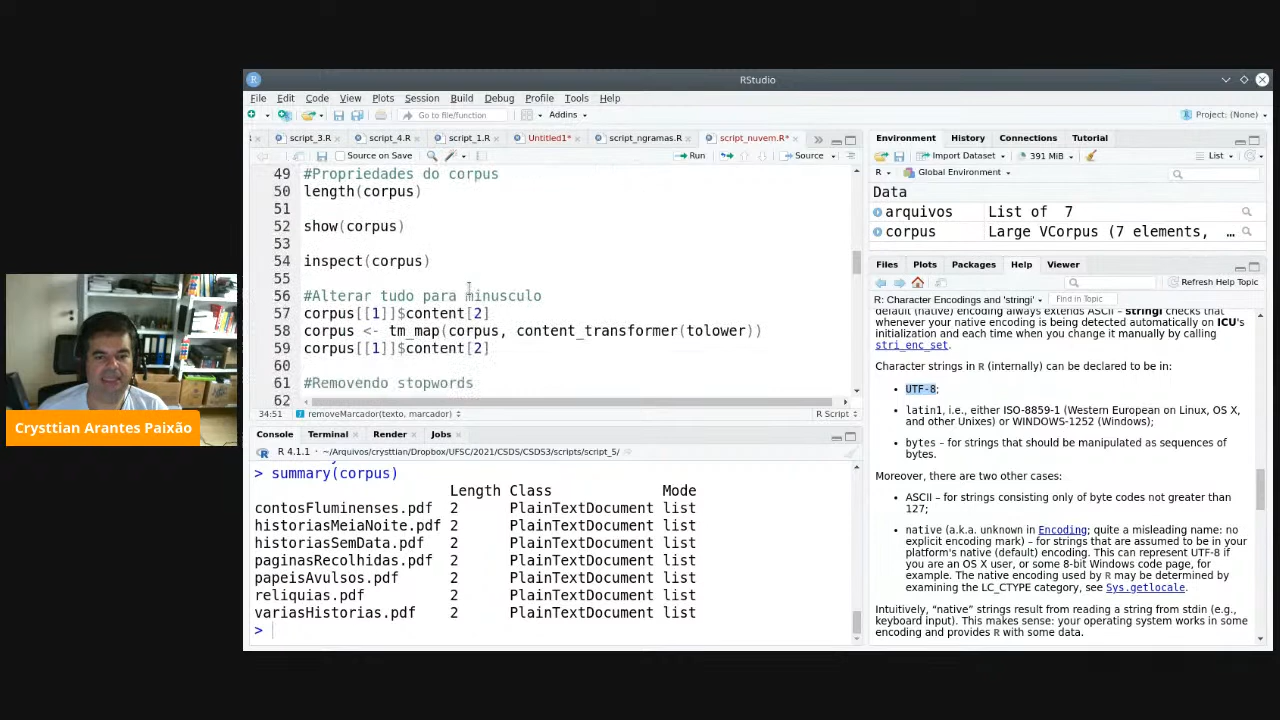 RStudio
File Edit Code View Plots Session Build Debug Profile Tools Help
Go to file/function
Addins
Project: (None)
script_3.R
script_4.R
script_1.R
Untitled1*
script_ngramas.R
script_nuvem.R*
Source on Save
Run
Source
49 #Propriedades do corpus
50 length(corpus)
51
52 show(corpus)
53
54 inspect(corpus)
55
56 #Alterar tudo para minusculo
57 corpus[[1]]$content[2]
58 corpus <- tm_map(corpus, content_transformer(tolower))
59 corpus[[1]]$content[2]
60
61 #Removendo stopwords
62
34:51 removeMarcador(texto, marcador) R Script
Console Terminal Render Jobs
R 4.1.1 · ~/Arquivos/crysttian/Dropbox/UFSC/2021/CSDS/CSDS3/scripts/script_5/
> summary(corpus)
Length Class Mode
contosFluminenses.pdf 2 PlainTextDocument list
historiasMeiaNoite.pdf 2 PlainTextDocument list
historiasSemData.pdf 2 PlainTextDocument list
paginasRecolhidas.pdf 2 PlainTextDocument list
papeisAvulsos.pdf 2 PlainTextDocument list
reliquias.pdf 2 PlainTextDocument list
variasHistorias.pdf 2 PlainTextDocument list
>
Environment History Connections Tutorial
Import Dataset 391 MiB List
R Global Environment
Data
arquivos List of 7
corpus Large VCorpus (7 elements, …
Files Plots Packages Help Viewer
Refresh Help Topic
R: Character Encodings and 'stringi' Find in Topic
default (native) encoding always extends ASCII – stringi checks that
whenever your native encoding is being detected automatically on ICU's
initialization and each time when you change it manually by calling
stri_enc_set.
Character strings in R (internally) can be declared to be in:
• UTF-8;
• latin1, i.e., either ISO-8859-1 (Western European on Linux, OS X,
and other Unixes) or WINDOWS-1252 (Windows);
• bytes – for strings that should be manipulated as sequences of
bytes.
Moreover, there are two other cases:
• ASCII – for strings consisting only of byte codes not greater than
127;
• native (a.k.a. unknown in Encoding; quite a misleading name: no
explicit encoding mark) – for strings that are assumed to be in your
platform's native (default) encoding. This can represent UTF-8 if
you are an OS X user, or some 8-bit Windows code page, for
example. The native encoding used by R may be determined by
examining the LC_CTYPE category, see Sys.getlocale.
Intuitively, “native” strings result from reading a string from stdin (e.g.,
keyboard input). This makes sense: your operating system works in some
encoding and provides R with some data.
Crysttian Arantes Paixão